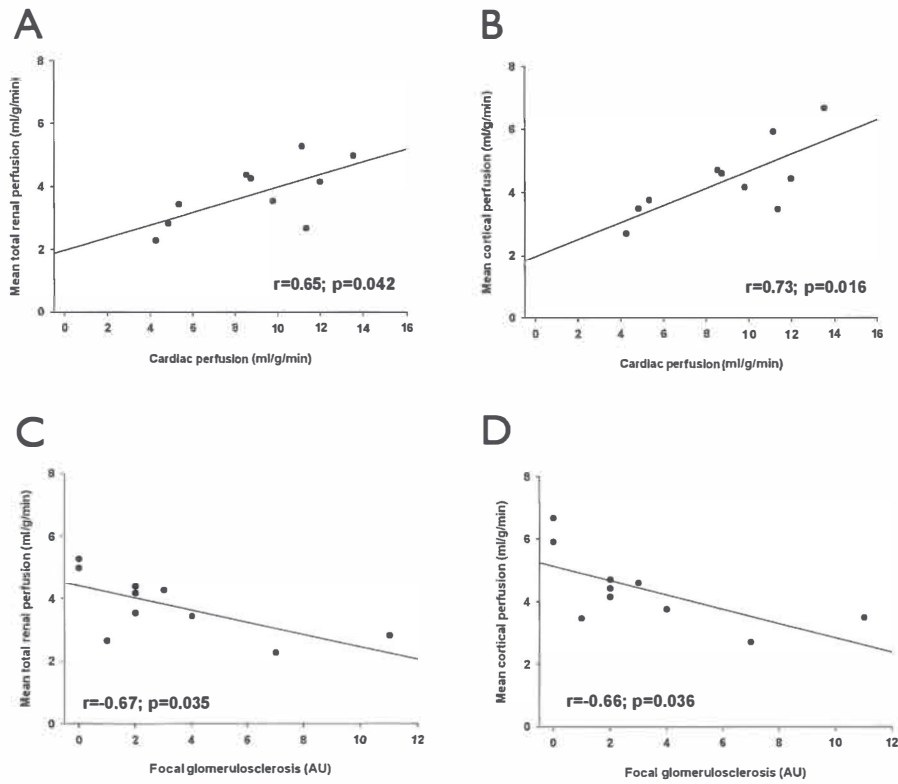 A
Mean total renal perfusion (ml/g/min)
8
6
4
2
0
0 2 4 6 8 10 12 14 16
r=0.65; p=0.042
Cardiac perfusion (ml/g/min)
B
Mean cortical perfusion (ml/g/min)
8
6
4
2
0
0 2 4 6 8 10 12 14 16
r=0.73; p=0.016
Cardiac perfusion (ml/g/min)
C
Mean total renal perfusion (ml/g/min)
8
6
4
2
0
0 2 4 6 8 10 12
r=-0.67; p=0.035
Focal glomerulosclerosis (AU)
D
Mean cortical perfusion (ml/g/min)
8
6
4
2
0
0 2 4 6 8 10 12
r=-0.66; p=0.036
Focal glomerulosclerosis (AU)